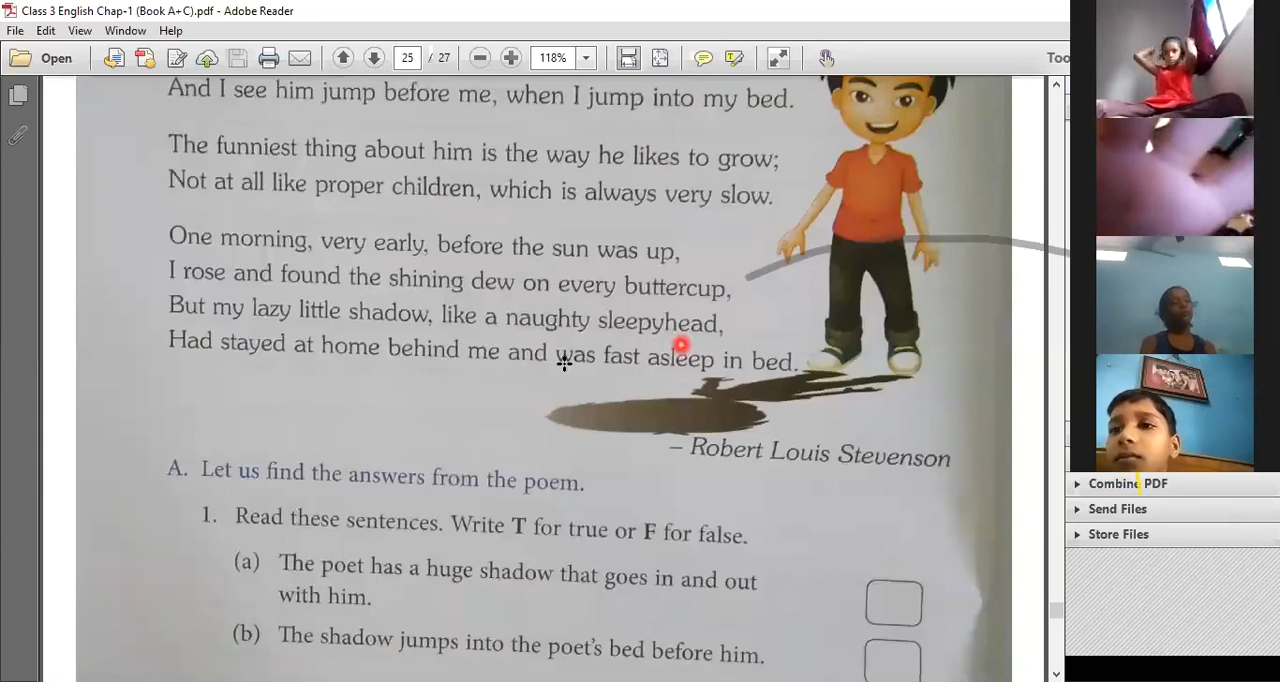 Class 3 English Chap-1 (Book A+C).pdf - Adobe Reader
File Edit View Window Help
Open 25 / 27 118% Too
And I see him jump before me, when I jump into my bed.
The funniest thing about him is the way he likes to grow;
Not at all like proper children, which is always very slow.
One morning, very early, before the sun was up,
I rose and found the shining dew on every buttercup,
But my lazy little shadow, like a naughty sleepyhead,
Had stayed at home behind me and was fast asleep in bed.
– Robert Louis Stevenson
A. Let us find the answers from the poem.
1. Read these sentences. Write T for true or F for false.
(a) The poet has a huge shadow that goes in and out
with him.
(b) The shadow jumps into the poet's bed before him.
Combine PDF
Send Files
Store Files